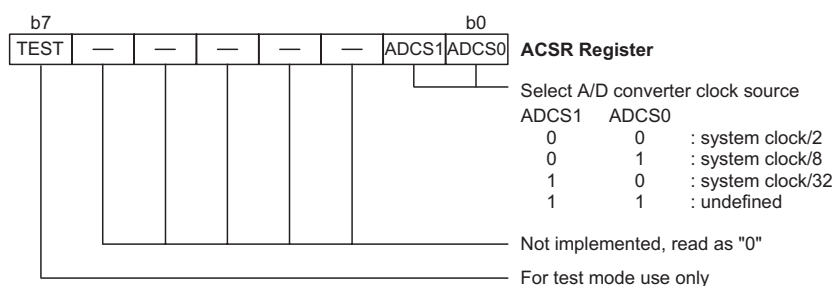 b7 b0
TEST — — — — — ADCS1 ADCS0 ACSR Register
Select A/D converter clock source
ADCS1 ADCS0
0 0 : system clock/2
0 1 : system clock/8
1 0 : system clock/32
1 1 : undefined
Not implemented, read as "0"
For test mode use only